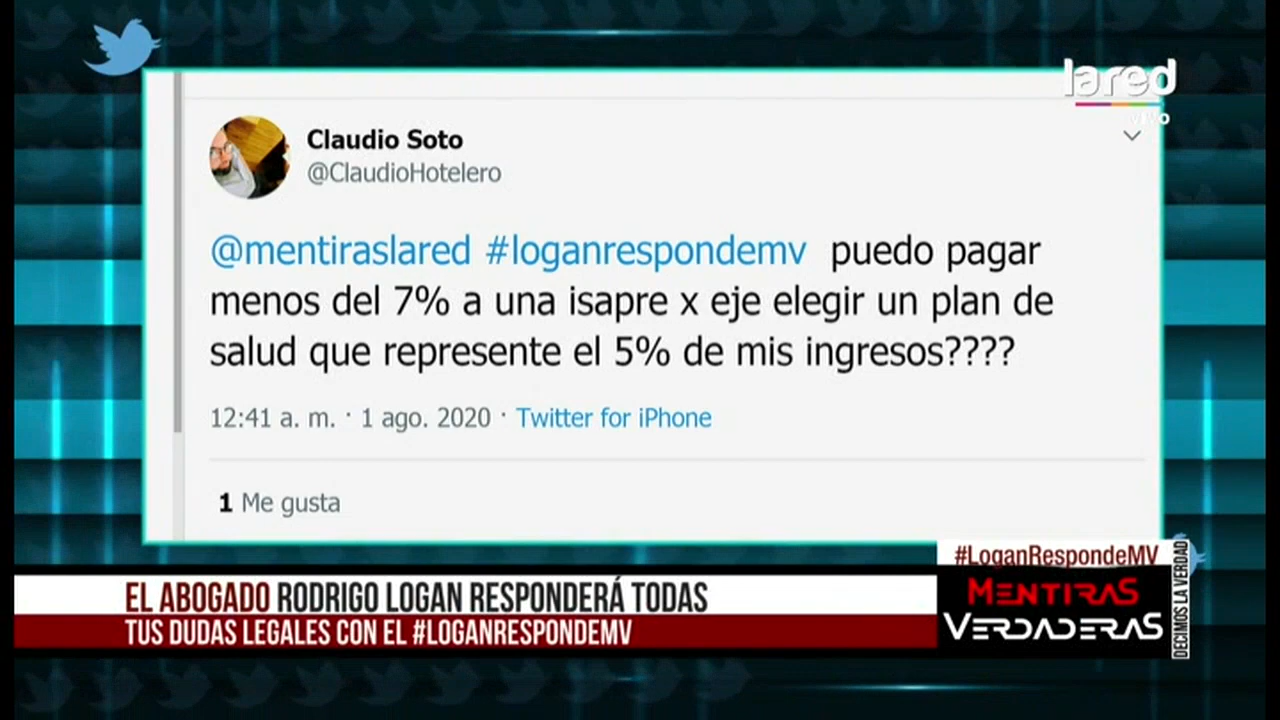 lared
VIVO
Claudio Soto
@ClaudioHotelero
@mentiraslared #loganrespondemv puedo pagar
menos del 7% a una isapre x eje elegir un plan de
salud que represente el 5% de mis ingresos????
12:41 a. m. · 1 ago. 2020 · Twitter for iPhone
1 Me gusta
#LoganRespondeMV
EL ABOGADO RODRIGO LOGAN RESPONDERÁ TODAS
TUS DUDAS LEGALES CON EL #LOGANRESPONDEMV
MENTIRAS
VERDADERAS
DECIMOS LA VERDAD